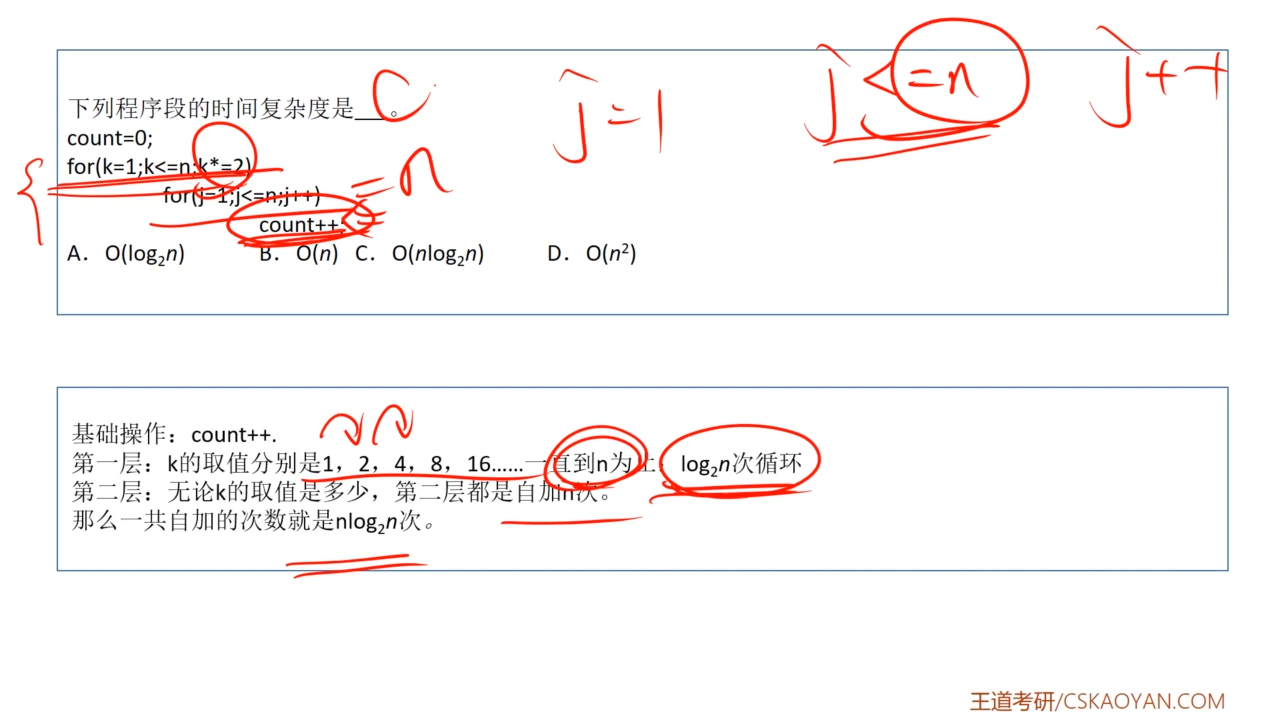 下列程序段的时间复杂度是___。 C
count=0;
for(k=1;k<=n;k*=2)
for(j=1;j<=n;j++) = n
count++;
A. O(log₂n) B. O(n) C. O(nlog₂n) D. O(n²)
j=1 j<=n j++
基础操作：count++.
第一层：k的取值分别是1，2，4，8，16……一直到n为止：log₂n次循环
第二层：无论k的取值是多少，第二层都是自加n次。
那么一共自加的次数就是nlog₂n次。
王道考研/CSKAOYAN.COM